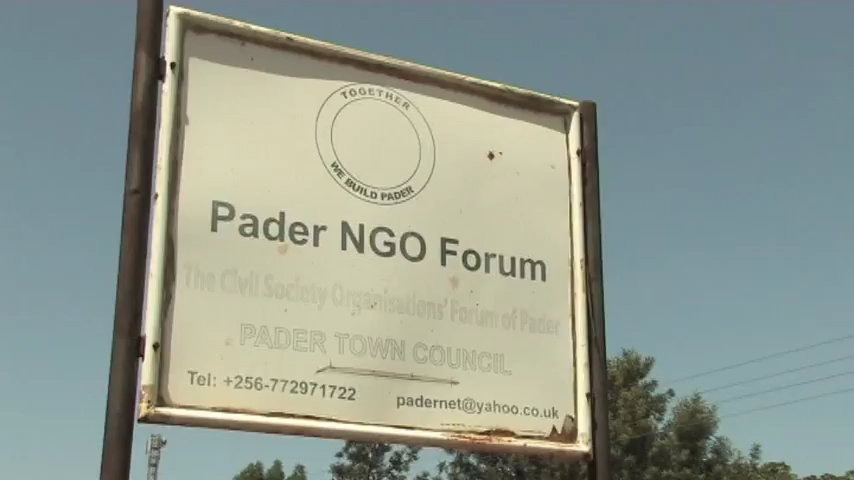 TOGETHER
WE BUILD PADER
Pader NGO Forum
The Civil Society Organisations' Forum of Pader
PADER TOWN COUNCIL
Tel: +256-772971722
padernet@yahoo.co.uk